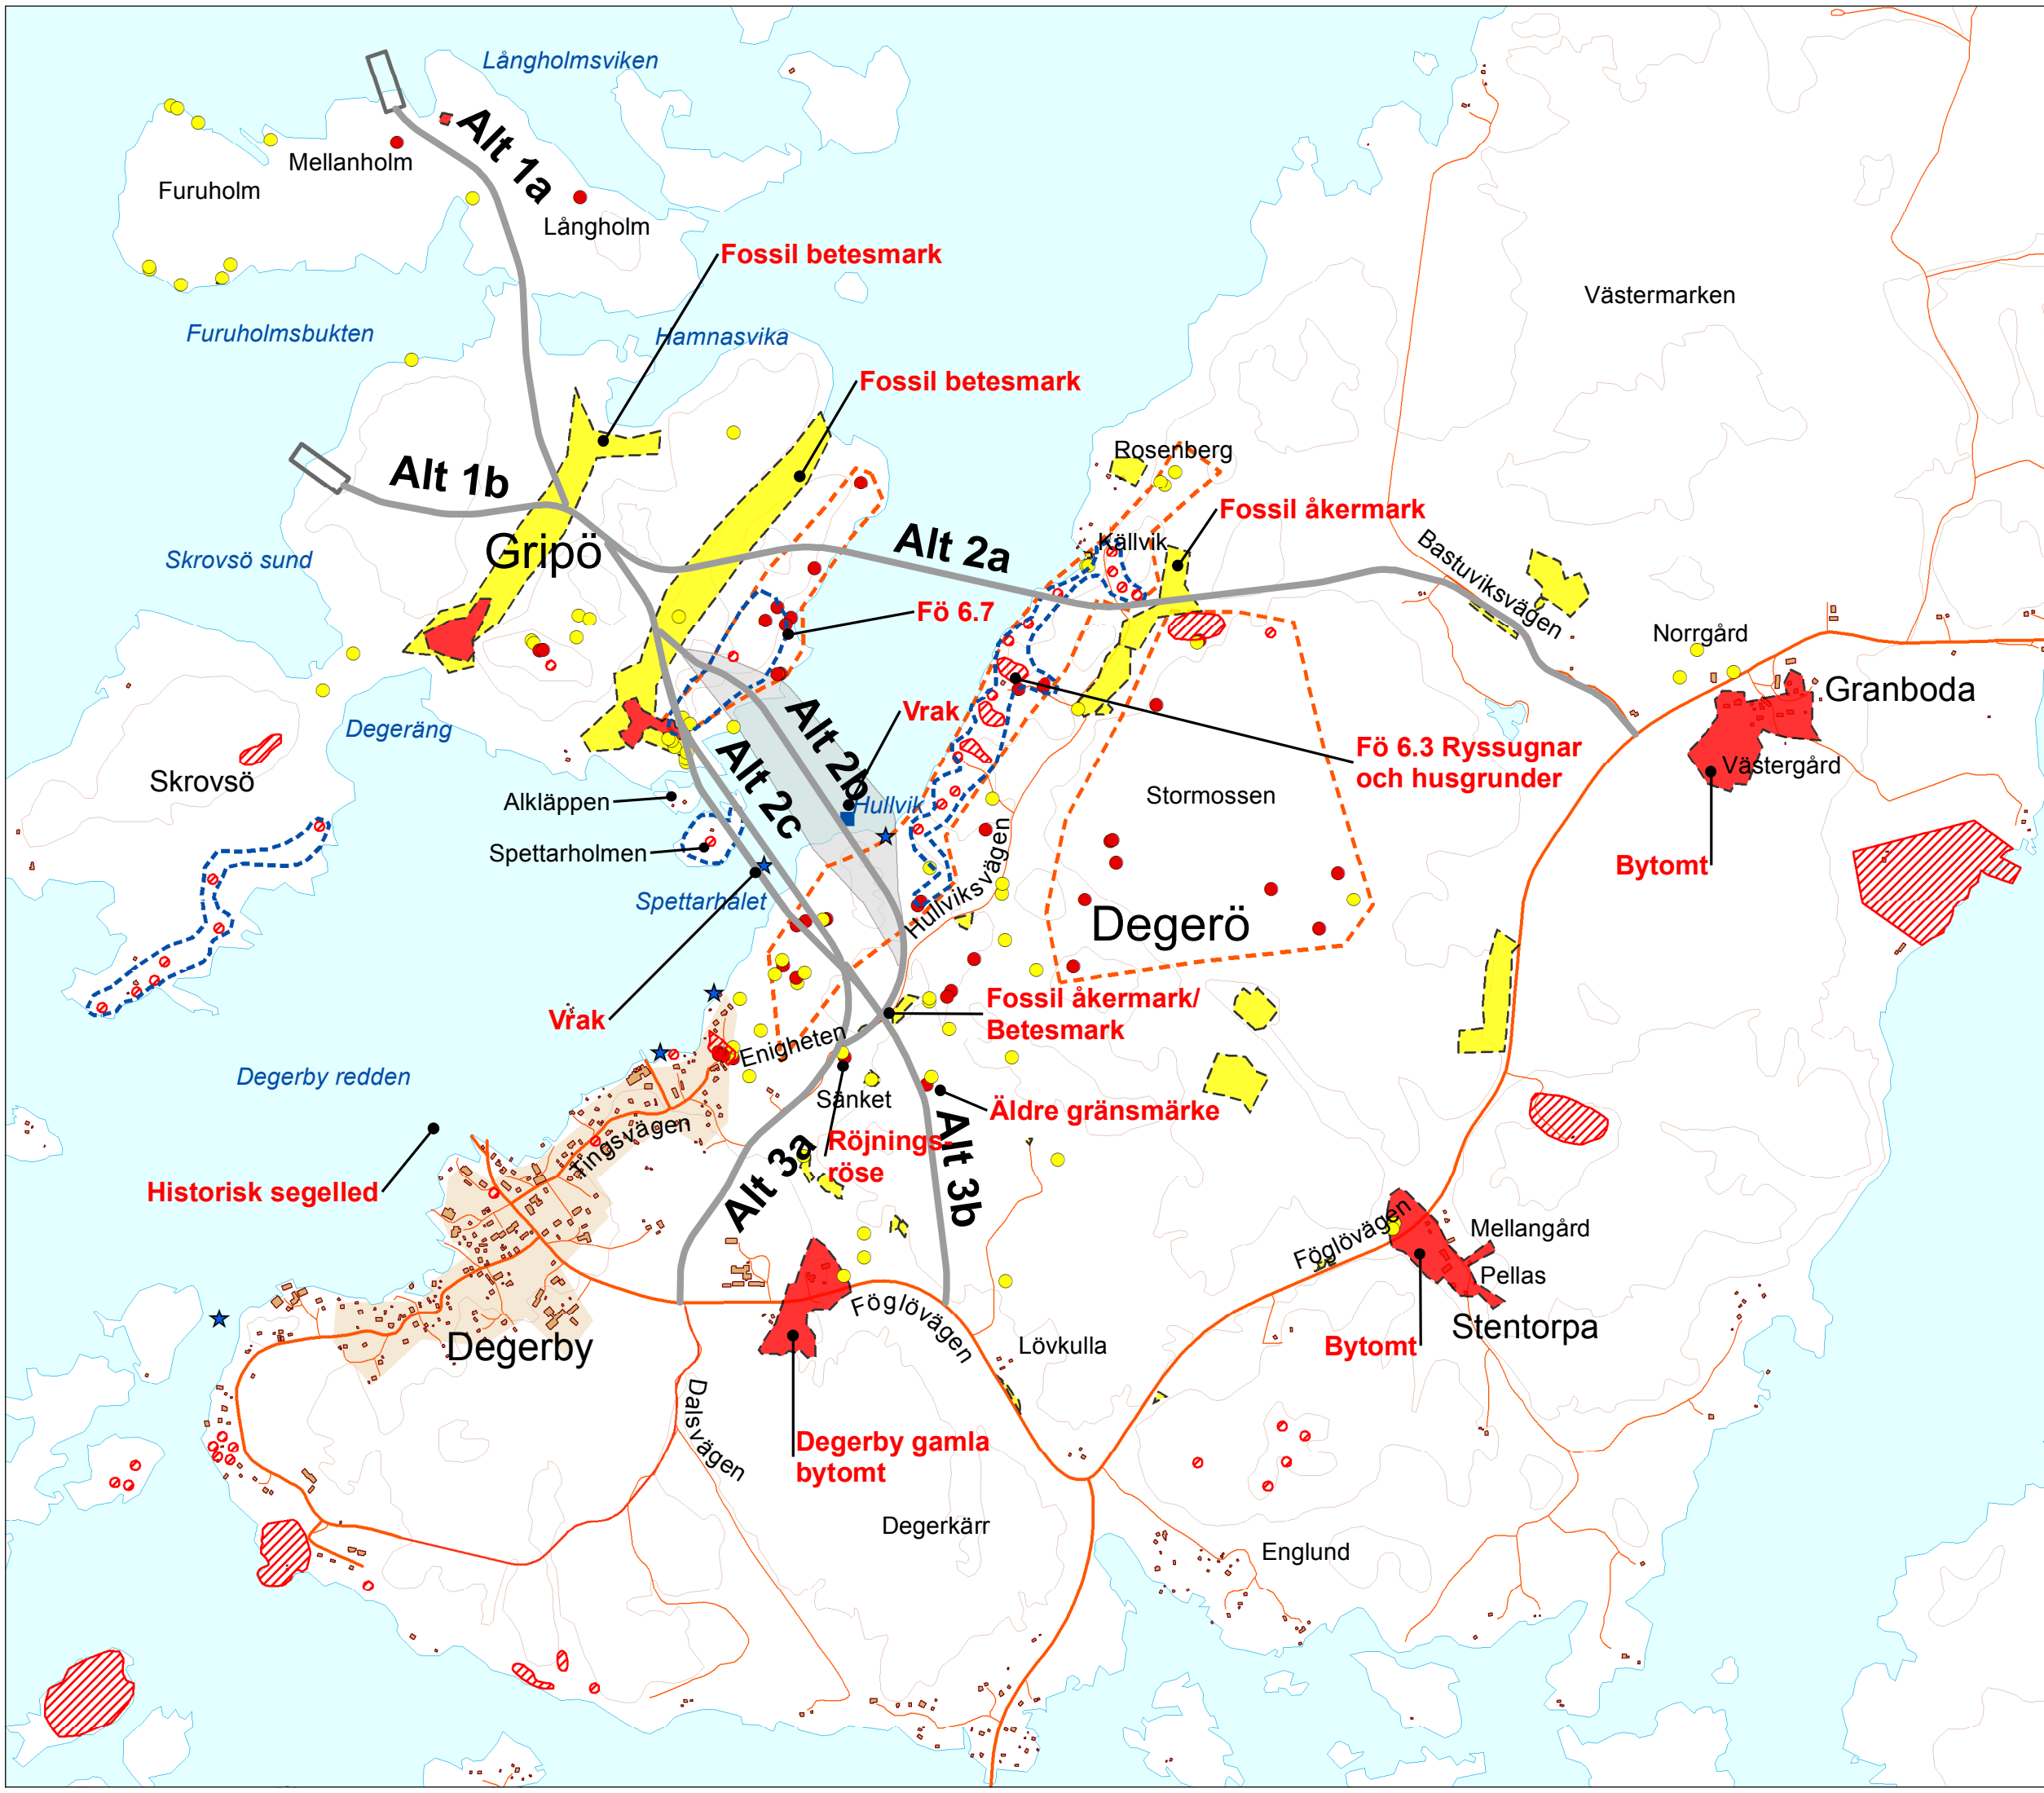 Långholmsviken
Alt 1a
Mellanholm
Furuholm
Långholm
Fossil betesmark
Västermarken
Furuholmsbukten
Hamnasvika
Fossil betesmark
Rosenberg
Alt 1b
Fossil åkermark
Gripö
Alt 2a
Källvik
Bastuviksvägen
Skrovsö sund
Fö 6.7
Norrgård
Granboda
Vrak
Degeräng
Alt 2b
Alt 2c
Fö 6.3 Ryssugnar
och husgrunder
Västergård
Skrovsö
Alkläppen
Hullvik
Stormossen
Spettarholmen
Bytomt
Spettarhålet
Hullviksvägen
Degerö
Vrak
Fossil åkermark/
Betesmark
Enigheten
Degerby redden
Sänket
Äldre gränsmärke
Tingsvägen
Röjnings-
röse
Alt 3a
Alt 3b
Historisk segelled
Föglövägen
Mellangård
Pellas
Föglövägen
Stentorpa
Degerby
Lövkulla
Bytomt
Dalsvägen
Degerby gamla
bytomt
Degerkärr
Englund